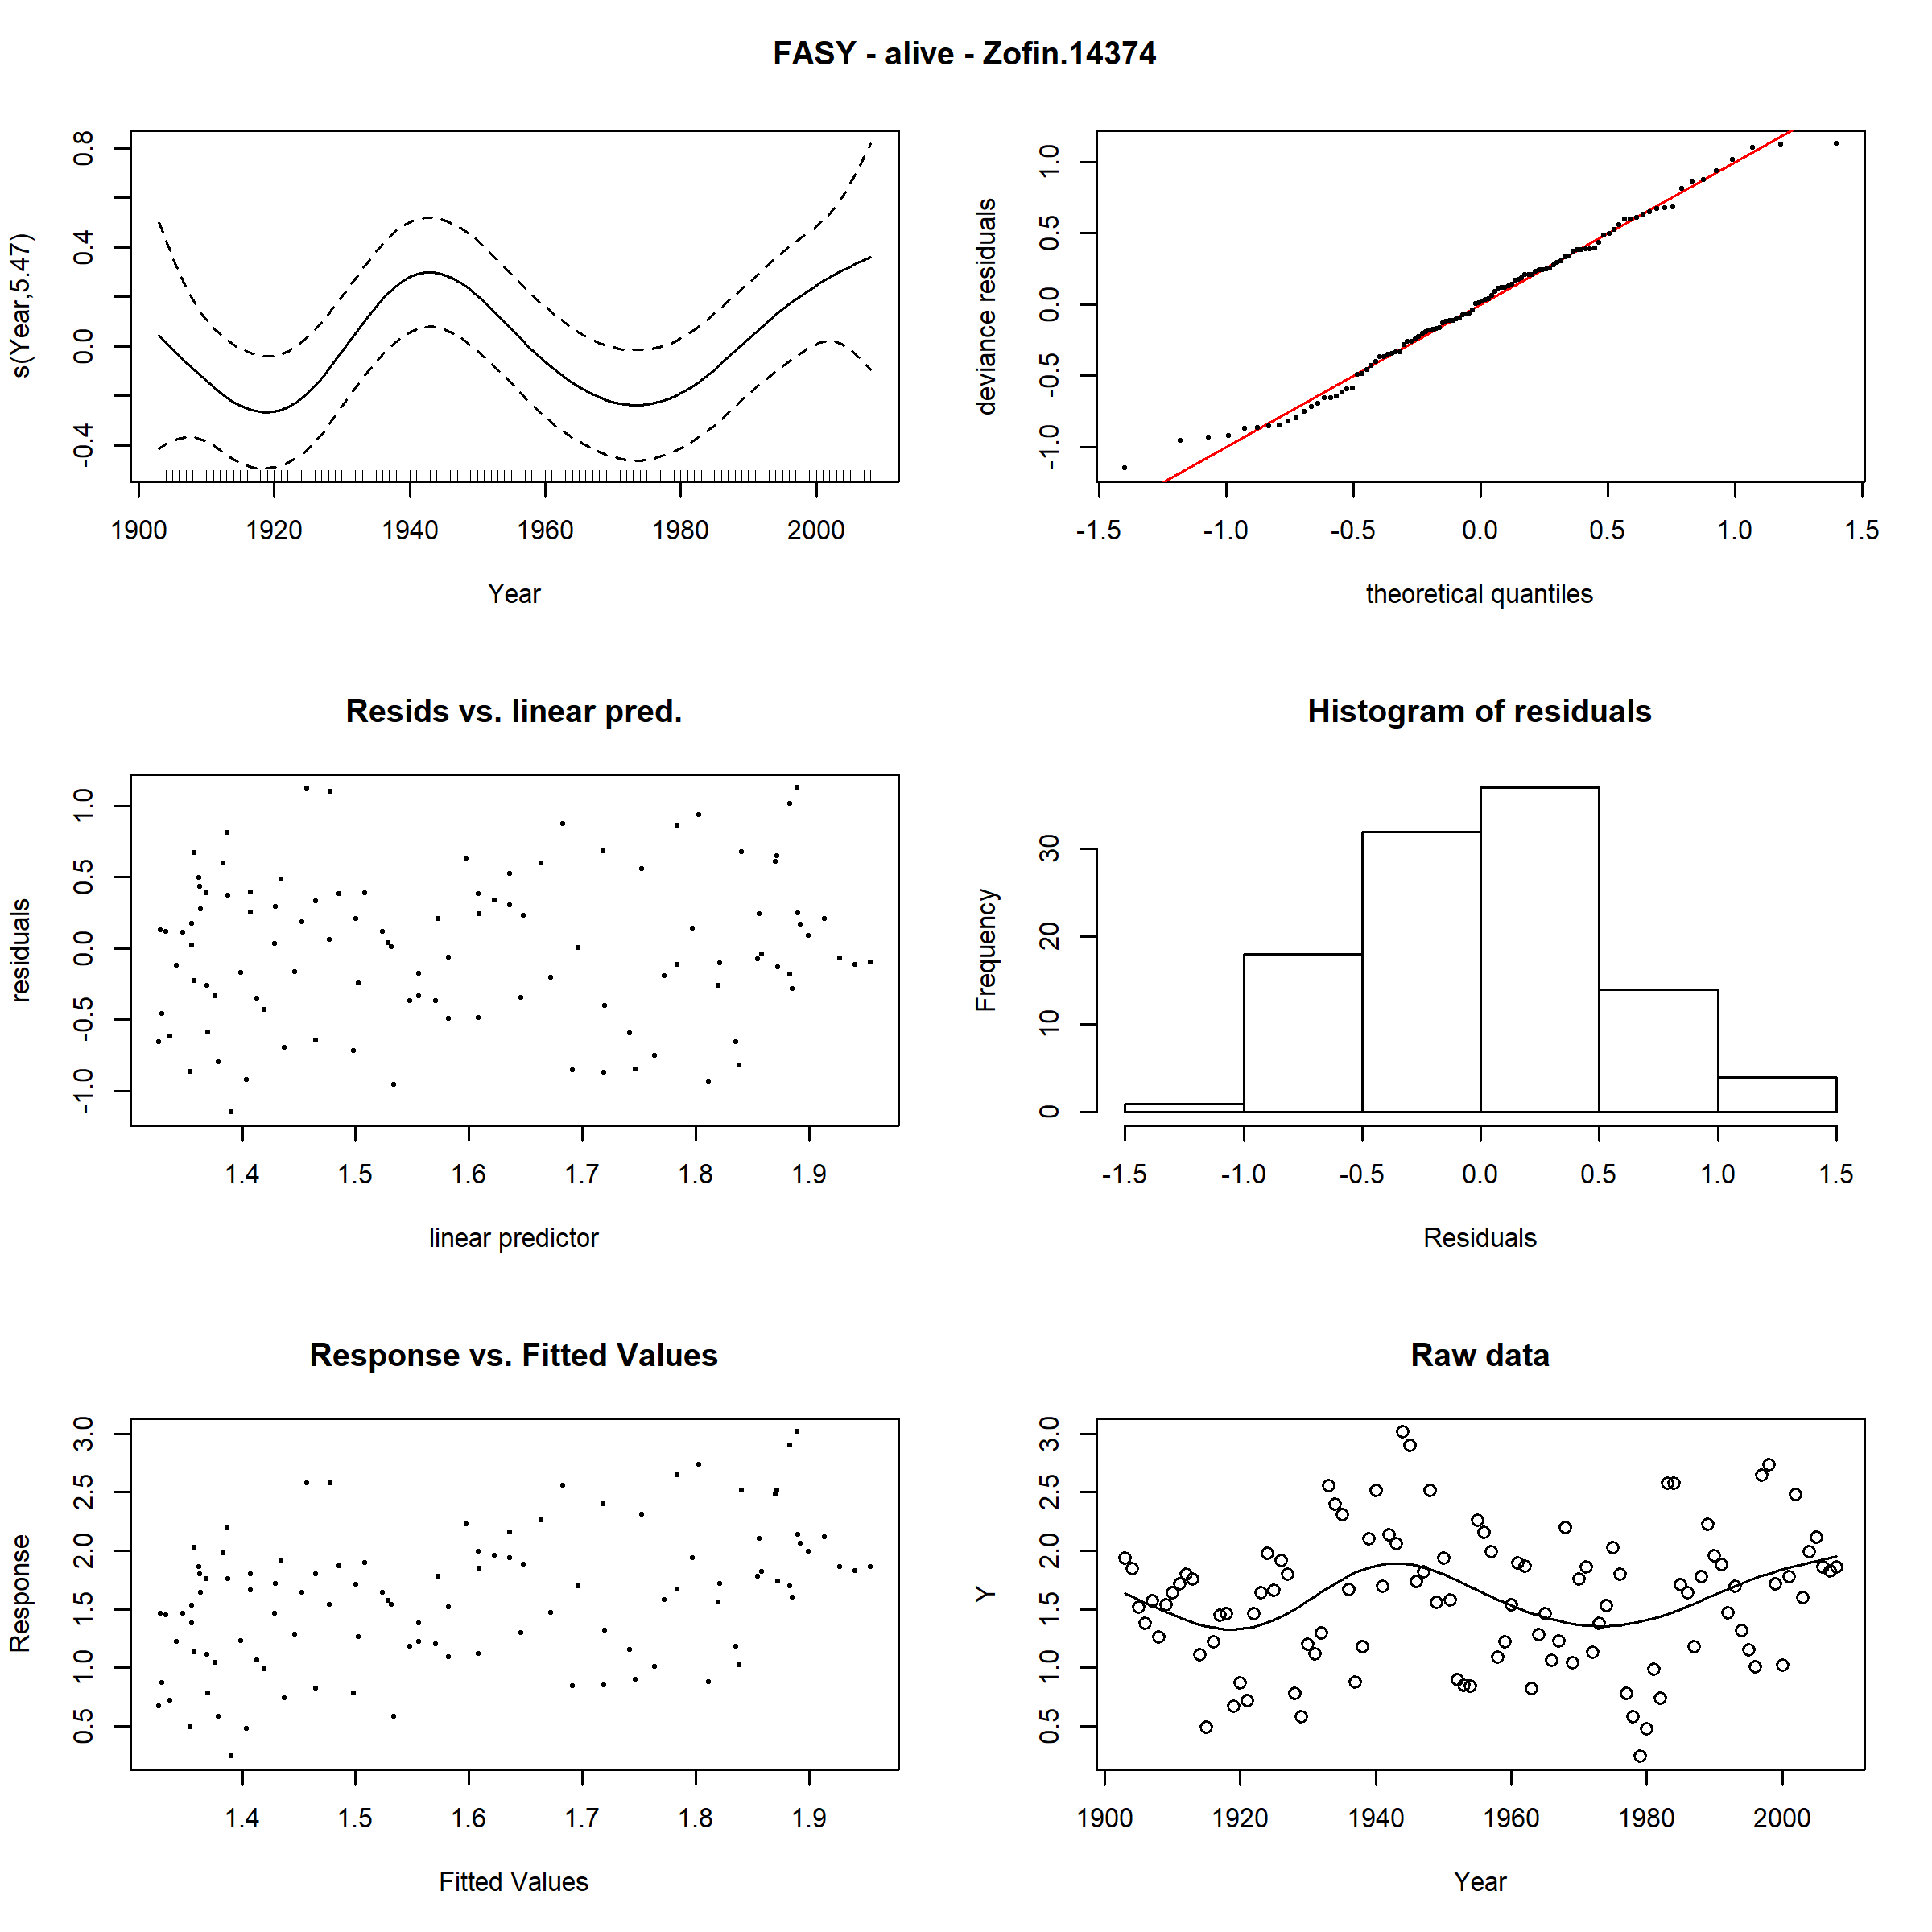 FASY - alive - Zofin.14374
s(Year,5.47)
-0.4 0.0 0.4 0.8
1900 1920 1940 1960 1980 2000
Year
deviance residuals
-1.0 -0.5 0.0 0.5 1.0
-1.5 -1.0 -0.5 0.0 0.5 1.0 1.5
theoretical quantiles
Resids vs. linear pred.
residuals
-1.0 -0.5 0.0 0.5 1.0
1.4 1.5 1.6 1.7 1.8 1.9
linear predictor
Histogram of residuals
Frequency
0 10 20 30
-1.5 -1.0 -0.5 0.0 0.5 1.0 1.5
Residuals
Response vs. Fitted Values
Response
0.5 1.0 1.5 2.0 2.5 3.0
1.4 1.5 1.6 1.7 1.8 1.9
Fitted Values
Raw data
Y
0.5 1.0 1.5 2.0 2.5 3.0
1900 1920 1940 1960 1980 2000
Year